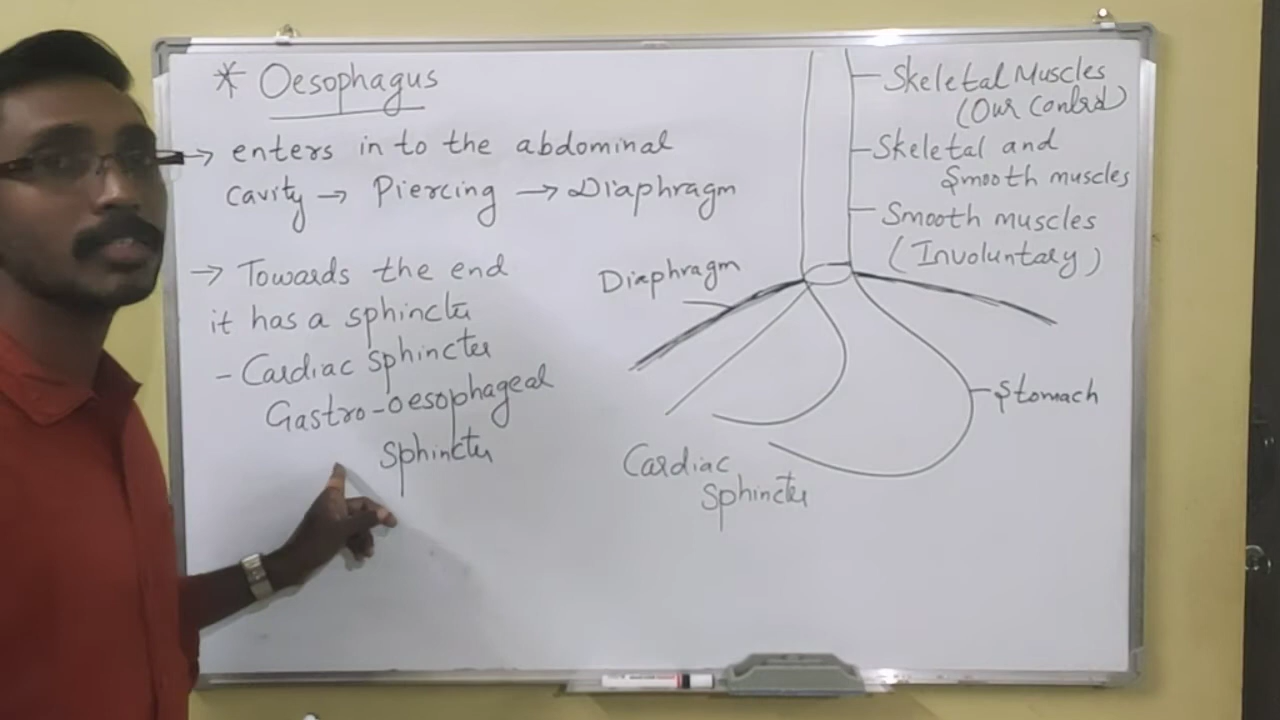 * Oesophagus
→ enters in to the abdominal
cavity → Piercing → Diaphragm
→ Towards the end
it has a sphincter
- Cardiac sphincter
Gastro-oesophageal
sphincter
Skeletal Muscles
(Our Control)
Skeletal and
Smooth muscles
Smooth muscles
(Involuntary)
Diaphragm
Stomach
Cardiac
sphincter